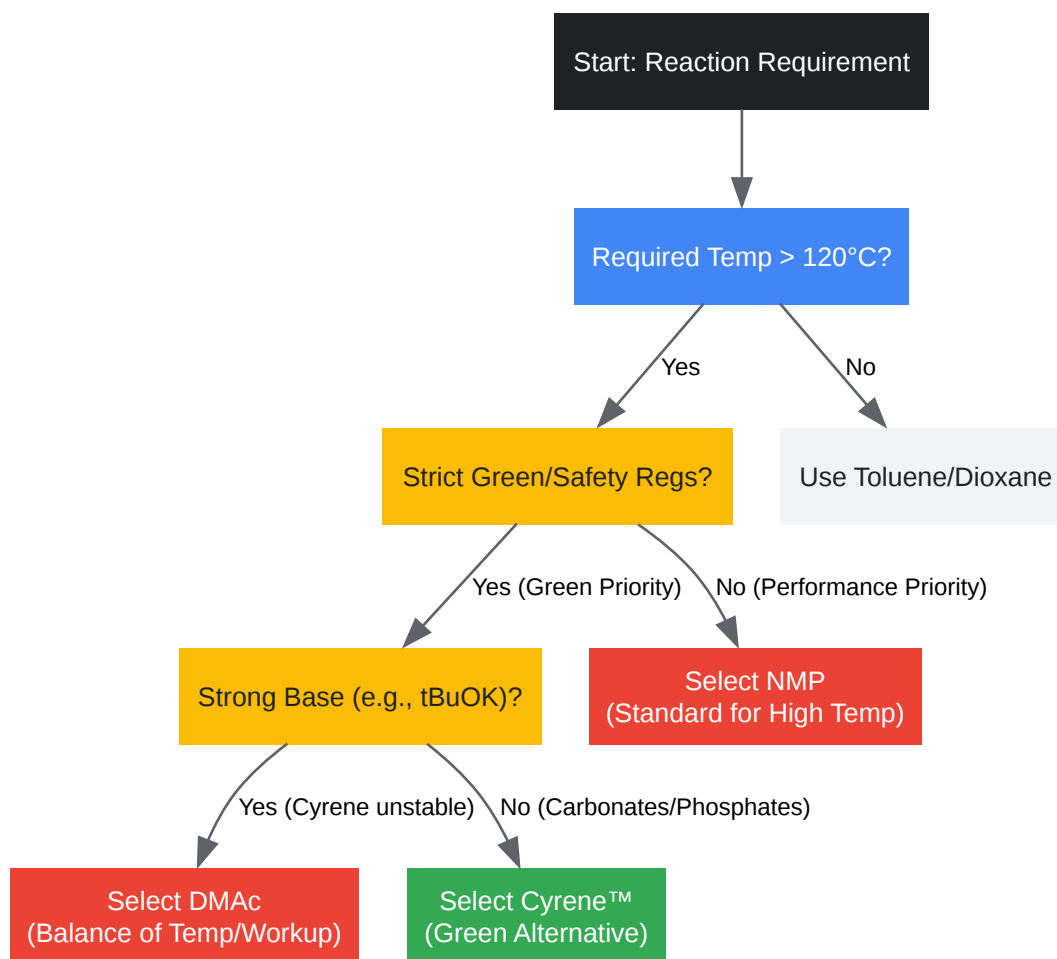 Start: Reaction Requirement
Required Temp > 120°C?
Yes
No
Strict Green/Safety Regs?
Use Toluene/Dioxane
Yes (Green Priority)
No (Performance Priority)
Strong Base (e.g., tBuOK)?
Select NMP
(Standard for High Temp)
Yes (Cyrene unstable)
No (Carbonates/Phosphates)
Select DMAc
(Balance of Temp/Workup)
Select Cyrene™
(Green Alternative)